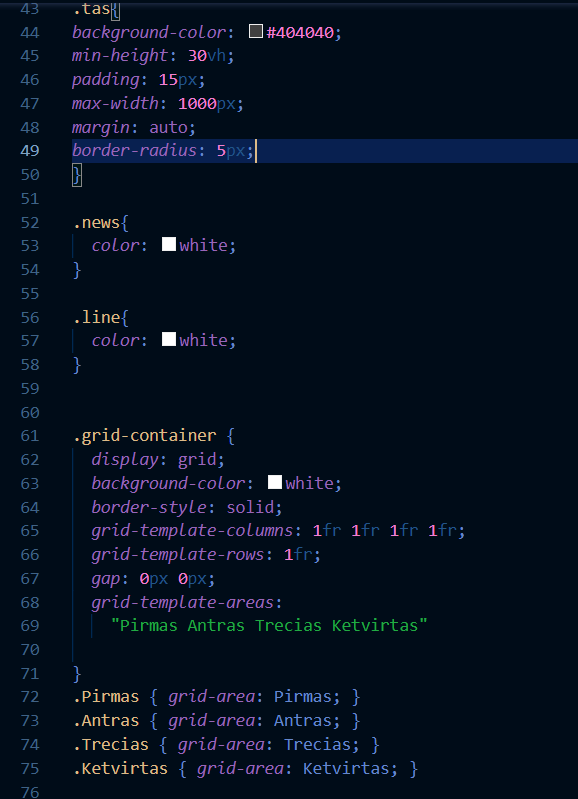 43 .tas{
44 background-color: #404040;
45 min-height: 30vh;
46 padding: 15px;
47 max-width: 1000px;
48 margin: auto;
49 border-radius: 5px;
50 }
51
52 .news{
53 color: white;
54 }
55
56 .line{
57 color: white;
58 }
59
60
61 .grid-container {
62 display: grid;
63 background-color: white;
64 border-style: solid;
65 grid-template-columns: 1fr 1fr 1fr 1fr;
66 grid-template-rows: 1fr;
67 gap: 0px 0px;
68 grid-template-areas:
69 "Pirmas Antras Trecias Ketvirtas"
70
71 }
72 .Pirmas { grid-area: Pirmas; }
73 .Antras { grid-area: Antras; }
74 .Trecias { grid-area: Trecias; }
75 .Ketvirtas { grid-area: Ketvirtas; }
76